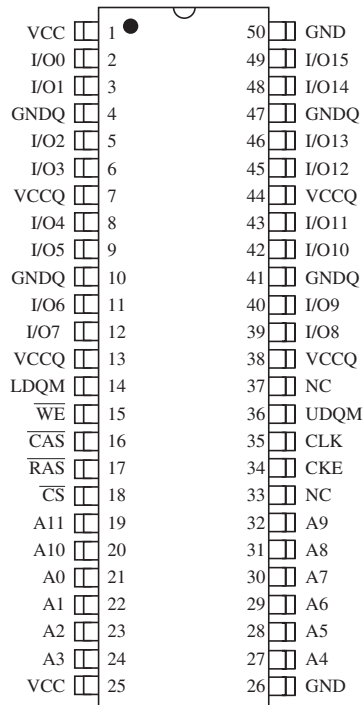 VCC 1 50 GND
I/O0 2 49 I/O15
I/O1 3 48 I/O14
GNDQ 4 47 GNDQ
I/O2 5 46 I/O13
I/O3 6 45 I/O12
VCCQ 7 44 VCCQ
I/O4 8 43 I/O11
I/O5 9 42 I/O10
GNDQ 10 41 GNDQ
I/O6 11 40 I/O9
I/O7 12 39 I/O8
VCCQ 13 38 VCCQ
LDQM 14 37 NC
W̅E̅ 15 36 UDQM
C̅A̅S̅ 16 35 CLK
R̅A̅S̅ 17 34 CKE
C̅S̅ 18 33 NC
A11 19 32 A9
A10 20 31 A8
A0 21 30 A7
A1 22 29 A6
A2 23 28 A5
A3 24 27 A4
VCC 25 26 GND